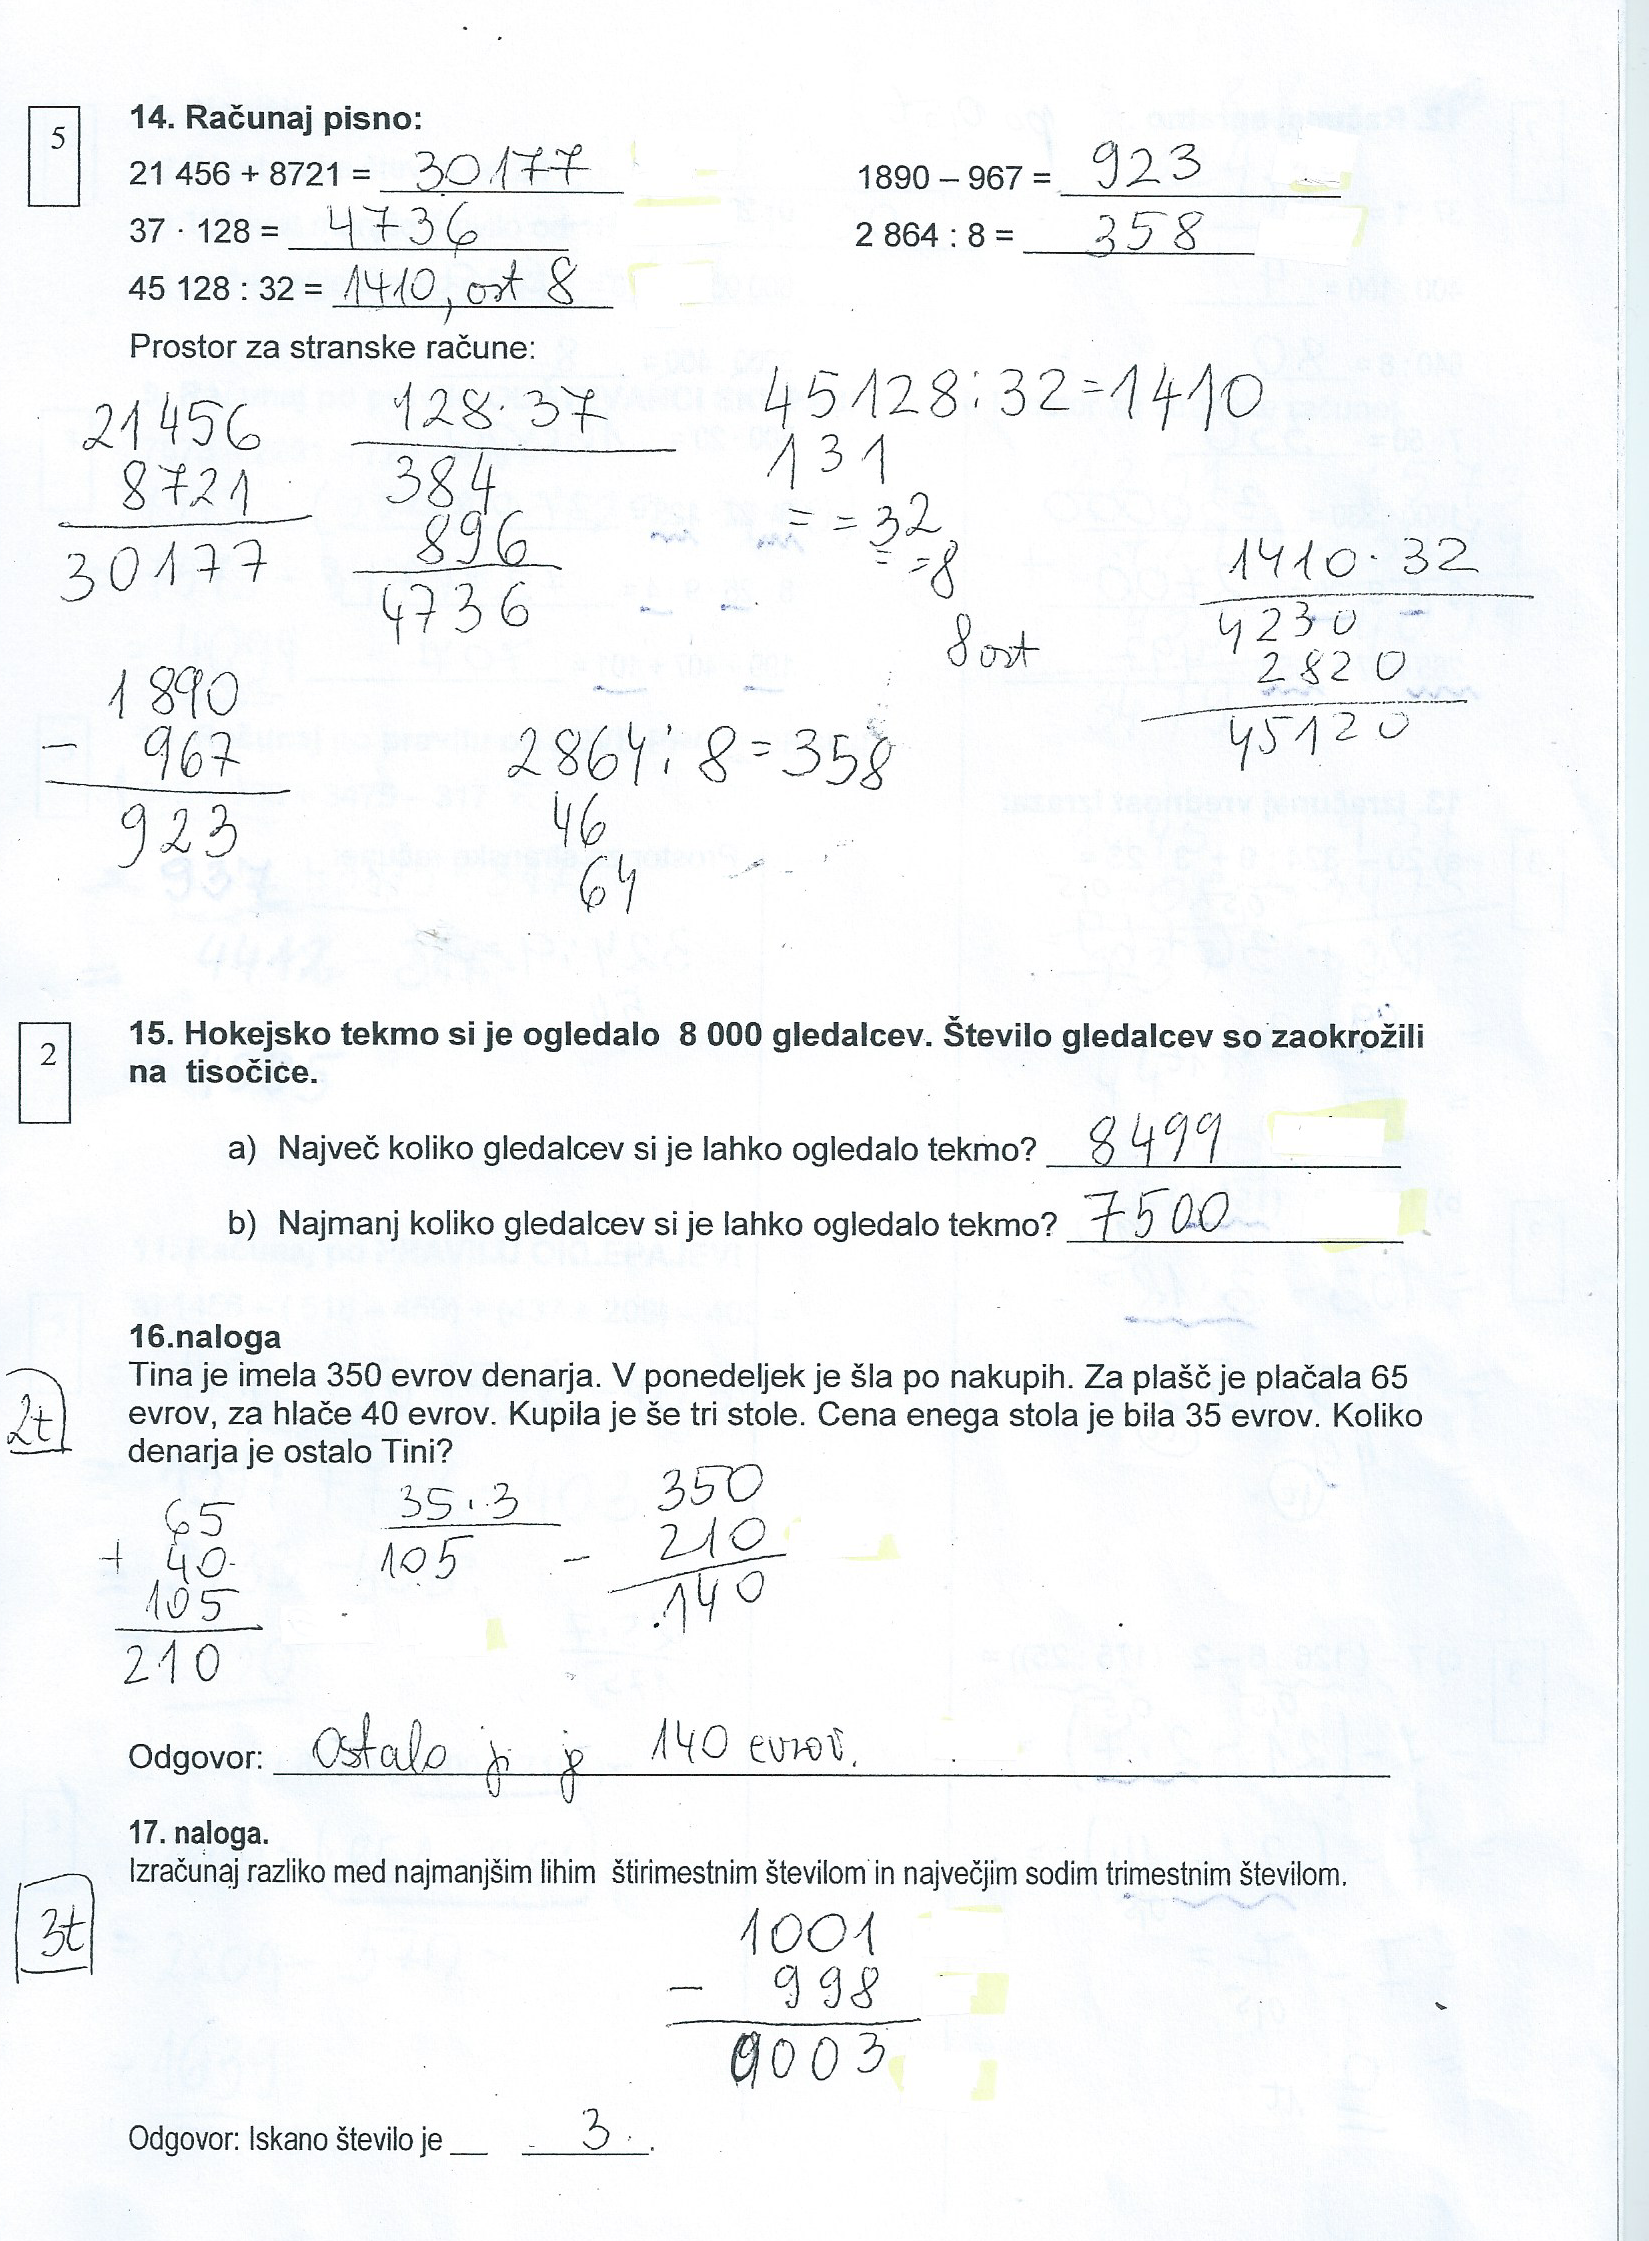 5
14. Računaj pisno:
21 456 + 8721 = 30177
1890 – 967 = 923
37 · 128 = 4736
2 864 : 8 = 358
45 128 : 32 = 1410, ost 8
Prostor za stranske račune:
21456
8721
30177
128·37
384
896
4736
45128:32=1410
131
= = 32
= =8
8 ost
1410·32
4230
2820
45120
1890
- 967
923
2864:8=358
46
64
2
15. Hokejsko tekmo si je ogledalo 8 000 gledalcev. Število gledalcev so zaokrožili
na tisočice.
a) Največ koliko gledalcev si je lahko ogledalo tekmo? 8499
b) Najmanj koliko gledalcev si je lahko ogledalo tekmo? 7500
16.naloga
2t
Tina je imela 350 evrov denarja. V ponedeljek je šla po nakupih. Za plašč je plačala 65
evrov, za hlače 40 evrov. Kupila je še tri stole. Cena enega stola je bila 35 evrov. Koliko
denarja je ostalo Tini?
65
+ 40
105
210
35·3
105
350
- 210
140
Odgovor: Ostalo ji je 140 evrov.
17. naloga.
Izračunaj razliko med najmanjšim lihim štirimestnim številom in največjim sodim trimestnim številom.
3t
1001
- 998
0003
Odgovor: Iskano število je __ 3.